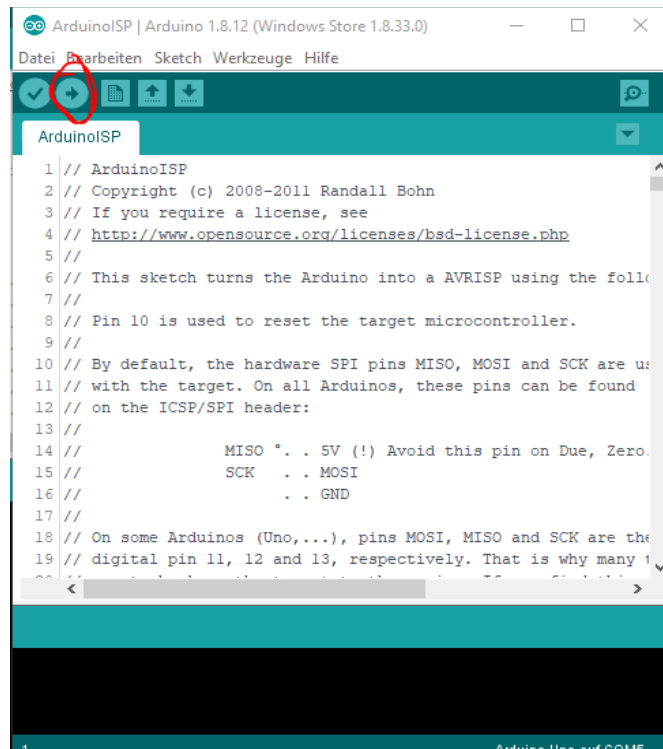 ArduinoISP | Arduino 1.8.12 (Windows Store 1.8.33.0)
Datei Bearbeiten Sketch Werkzeuge Hilfe
ArduinoISP
1 // ArduinoISP
2 // Copyright (c) 2008-2011 Randall Bohn
3 // If you require a license, see
4 // http://www.opensource.org/licenses/bsd-license.php
5 //
6 // This sketch turns the Arduino into a AVRISP using the
7 //
8 // Pin 10 is used to reset the target microcontroller.
9 //
10 // By default, the hardware SPI pins MISO, MOSI and SCK are
11 // with the target. On all Arduinos, these pins can be found
12 // on the ICSP/SPI header:
13 //
14 // MISO °. . 5V (!) Avoid this pin on Due, Zero.
15 // SCK . . MOSI
16 // . . GND
17 //
18 // On some Arduinos (Uno,...), pins MOSI, MISO and SCK are the
19 // digital pin 11, 12 and 13, respectively. That is why many
1